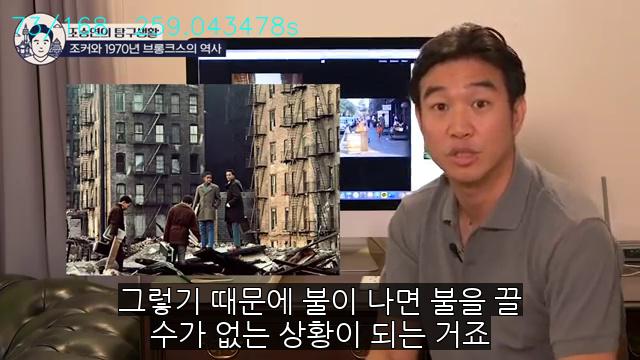 73/168 259.043478s
조승연의 탐구생활
조커와 1970년 브롱크스의 역사
그렇기 때문에 불이 나면 불을 끌
수가 없는 상황이 되는 거죠